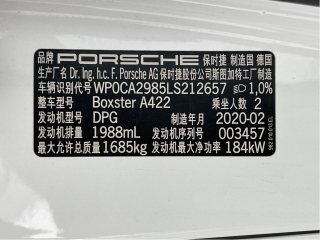 品牌 PORSCHE 保时捷 制造国 德国
生产厂名 Dr. Ing. h.c. F. Porsche AG 保时捷股份公司斯图加特工厂制造
车辆识别代号 WP0CA2985LS212657 1,0%
整车型号 Boxster A422 乘坐人数 2
发动机型号 DPG 制造年月 2020-02
发动机排量 1988mL 发动机序列号 003457
最大允许总质量 1685kg 发动机最大净功率 184kW